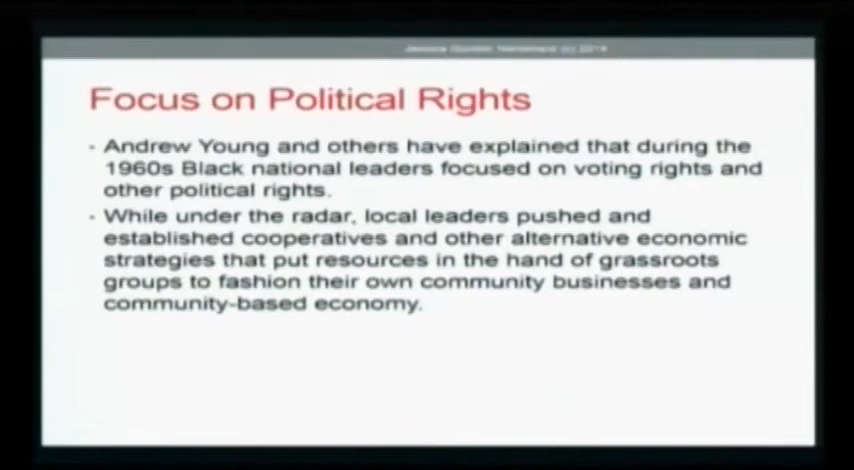 Focus on Political Rights
• Andrew Young and others have explained that during the
1960s Black national leaders focused on voting rights and
other political rights.
• While under the radar, local leaders pushed and
established cooperatives and other alternative economic
strategies that put resources in the hand of grassroots
groups to fashion their own community businesses and
community-based economy.